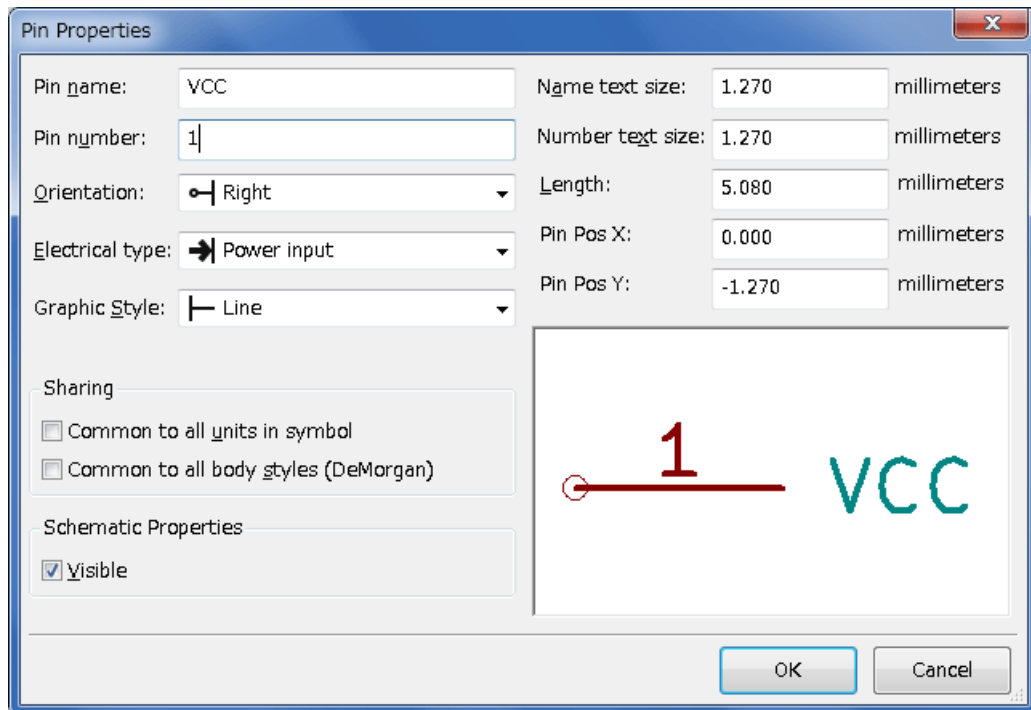 Pin Properties
Pin name: VCC
Pin number: 1
Orientation: Right
Electrical type: Power input
Graphic Style: Line
Name text size: 1.270 millimeters
Number text size: 1.270 millimeters
Length: 5.080 millimeters
Pin Pos X: 0.000 millimeters
Pin Pos Y: -1.270 millimeters
Sharing
Common to all units in symbol
Common to all body styles (DeMorgan)
Schematic Properties
Visible
1
VCC
OK Cancel